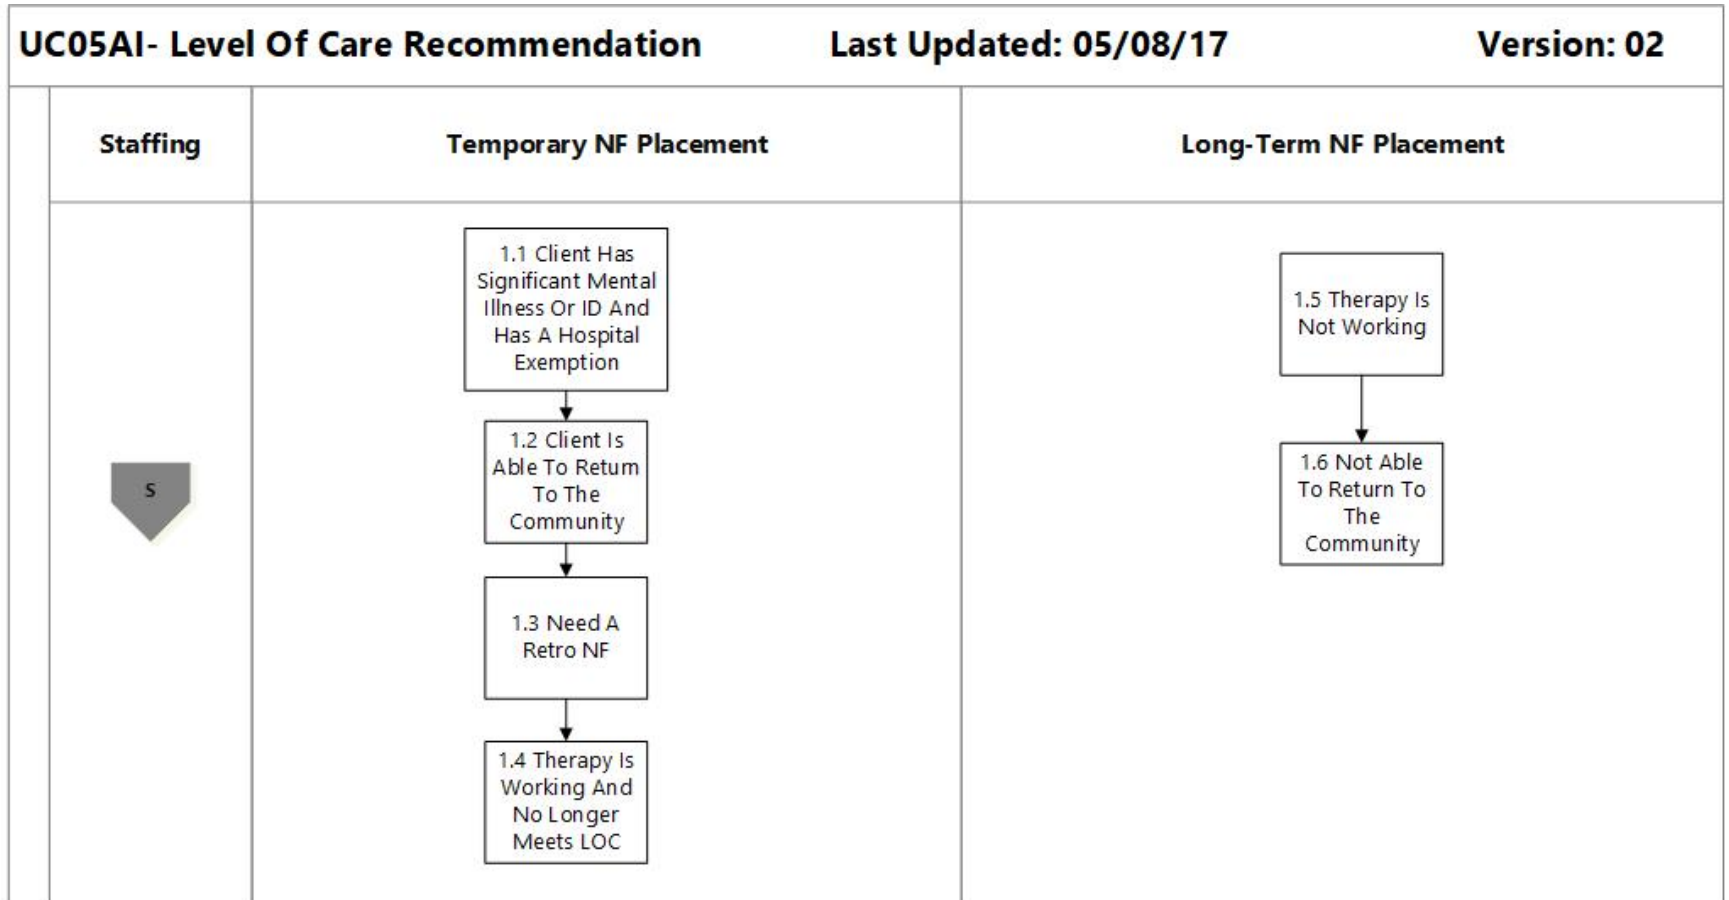 UC05AI- Level Of Care Recommendation Last Updated: 05/08/17 Version: 02
Staffing Temporary NF Placement Long-Term NF Placement
S
1.1 Client Has
Significant Mental
Illness Or ID And
Has A Hospital
Exemption
1.2 Client Is
Able To Return
To The
Community
1.3 Need A
Retro NF
1.4 Therapy Is
Working And
No Longer
Meets LOC
1.5 Therapy Is
Not Working
1.6 Not Able
To Return To
The
Community